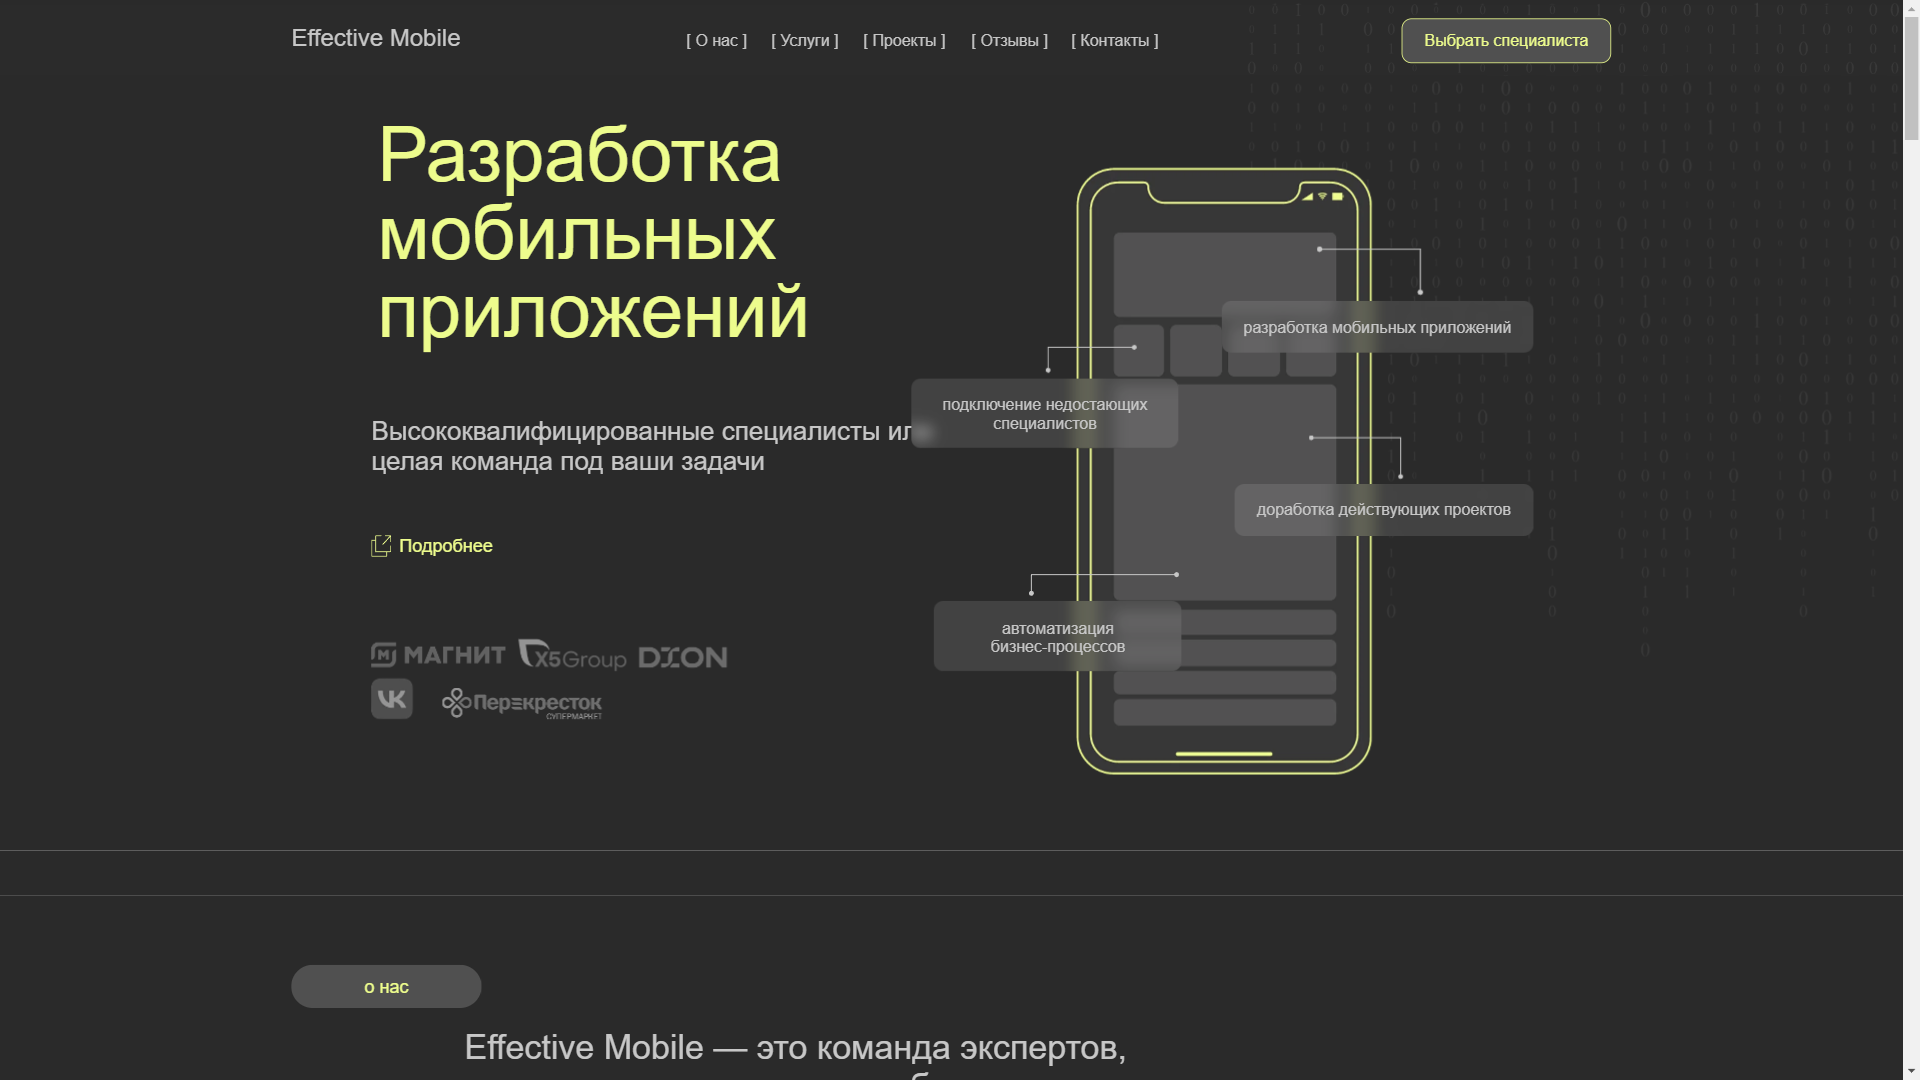 Effective Mobile
[ О нас ] [ Услуги ] [ Проекты ] [ Отзывы ] [ Контакты ]
Выбрать специалиста
Разработка
мобильных
приложений
Высококвалифицированные специалисты или
целая команда под ваши задачи
Подробнее
МАГНИТ X5Group DION
VK Перекресток
СУПЕРМАРКЕТ
разработка мобильных приложений
подключение недостающих
специалистов
доработка действующих проектов
автоматизация
бизнес-процессов
о нас
Effective Mobile — это команда экспертов,